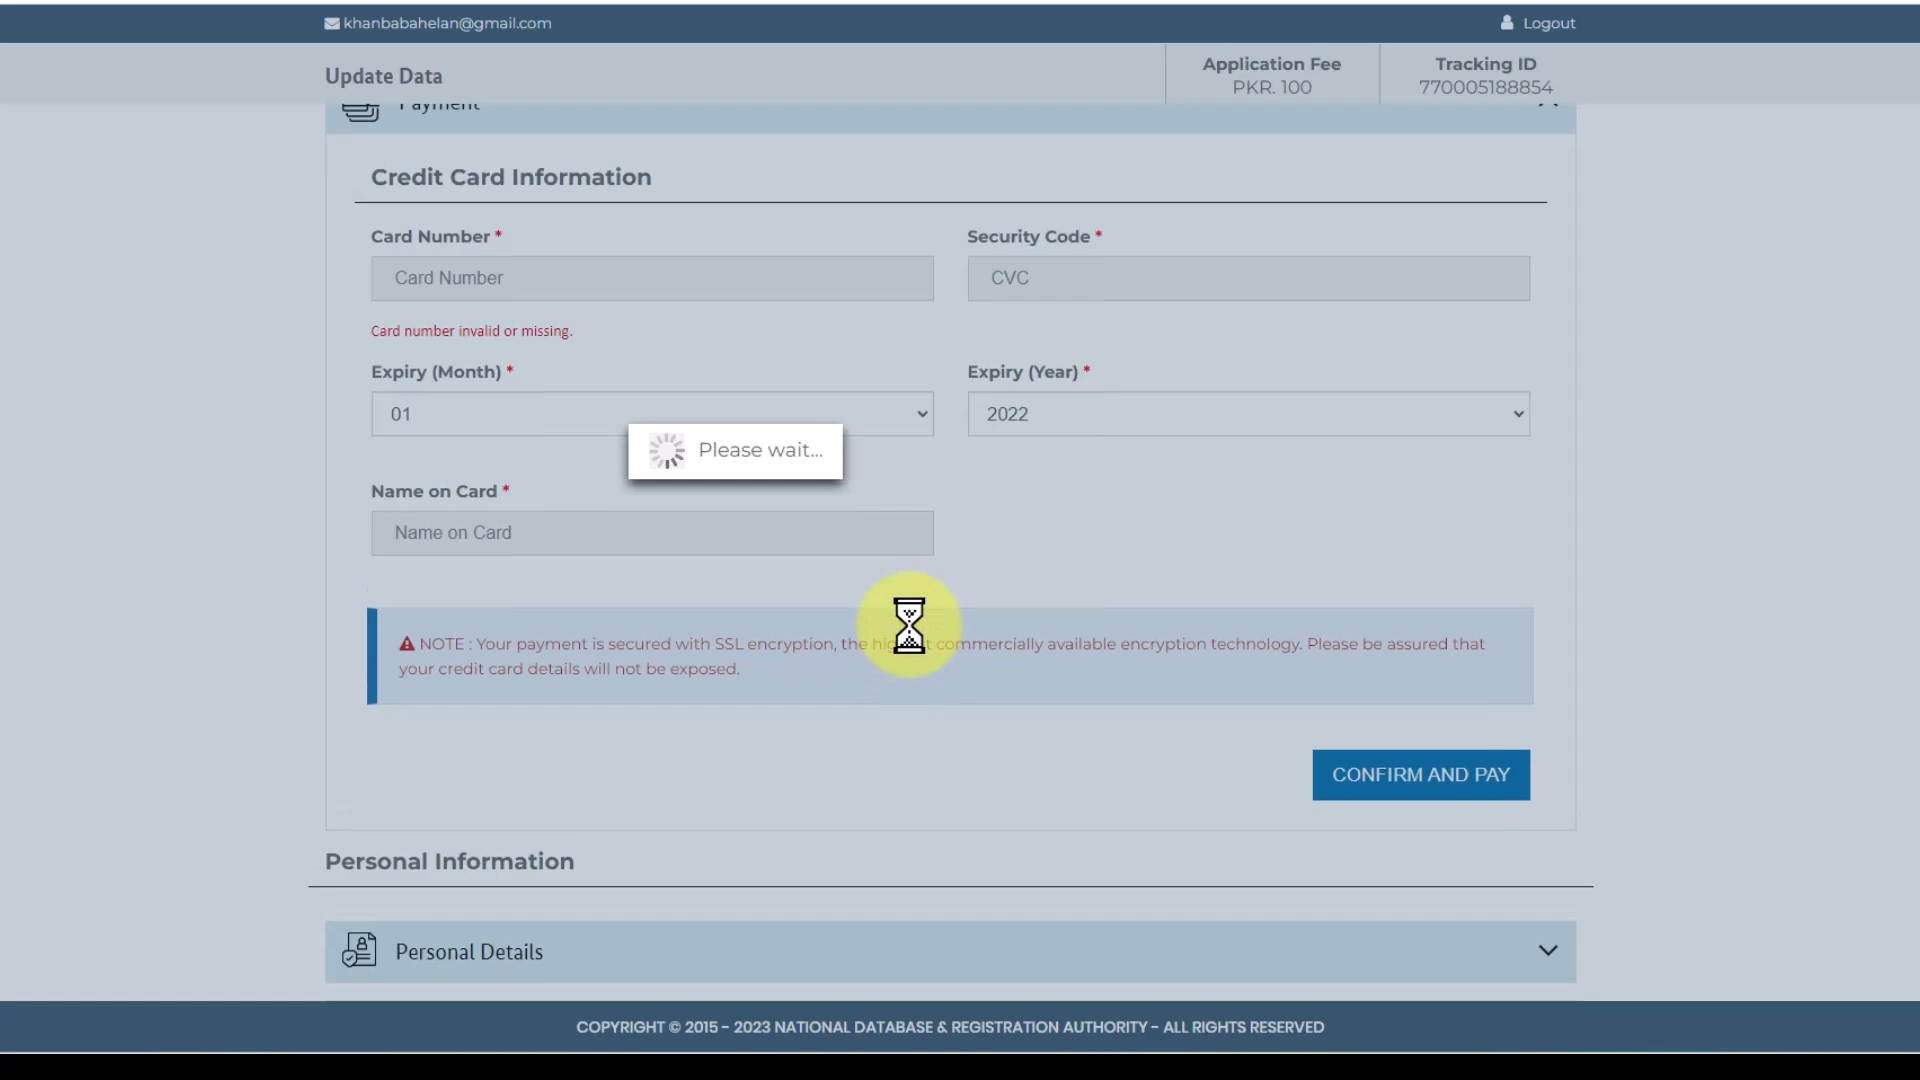 khanbabahelan@gmail.com
Logout
Update Data
Application Fee
PKR. 100
Tracking ID
770005188854
Payment
Credit Card Information
Card Number *
Security Code *
Card Number
CVC
Card number invalid or missing.
Expiry (Month) *
Expiry (Year) *
01
2022
Please wait...
Name on Card *
Name on Card
NOTE : Your payment is secured with SSL encryption, the highest commercially available encryption technology. Please be assured that
your credit card details will not be exposed.
CONFIRM AND PAY
Personal Information
Personal Details
COPYRIGHT © 2015 - 2023 NATIONAL DATABASE & REGISTRATION AUTHORITY - ALL RIGHTS RESERVED